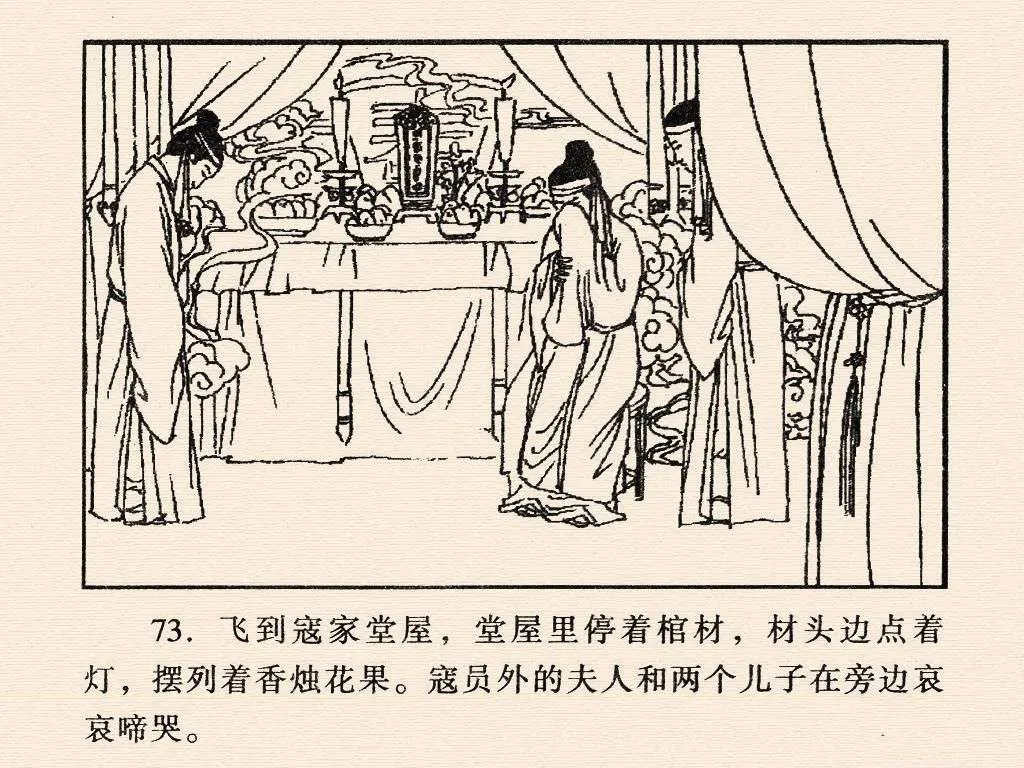 73. 飞到寇家堂屋，堂屋里停着棺材，材头边点着
灯，摆列着香烛花果。寇员外的夫人和两个儿子在旁边哀
哀啼哭。